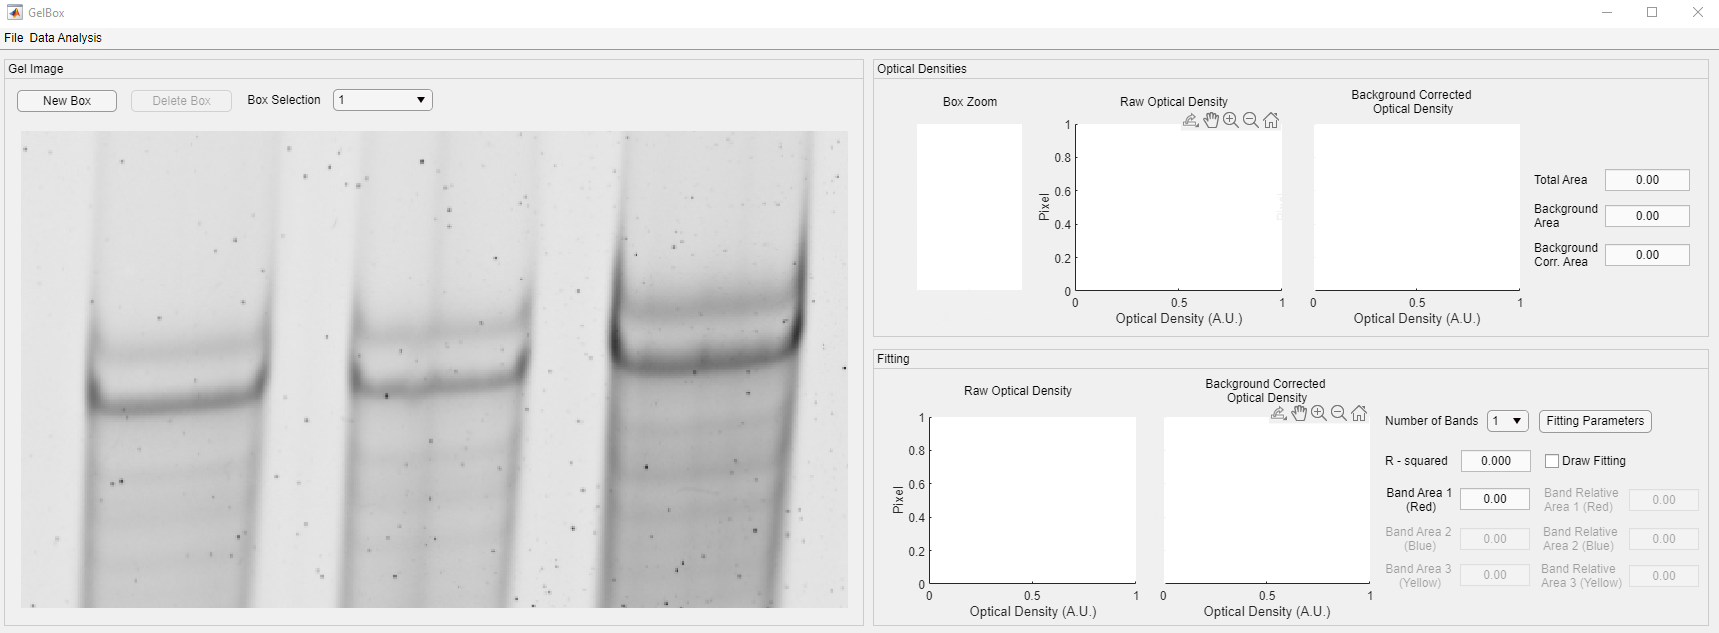 GelBox
File Data Analysis
Gel Image
New Box
Delete Box
Box Selection
1
Optical Densities
Box Zoom
Raw Optical Density
1
0.8
0.6
0.4
0.2
0
Pixel
0
0.5
1
Optical Density (A.U.)
Background Corrected
Optical Density
0
0.5
1
Optical Density (A.U.)
Total Area
0.00
Background
Area
0.00
Background
Corr. Area
0.00
Fitting
Raw Optical Density
1
0.8
0.6
0.4
0.2
0
Pixel
0
0.5
1
Optical Density (A.U.)
Background Corrected
Optical Density
0
0.5
1
Optical Density (A.U.)
Number of Bands
1
Fitting Parameters
R - squared
0.000
Draw Fitting
Band Area 1
(Red)
0.00
Band Relative
Area 1 (Red)
0.00
Band Area 2
(Blue)
0.00
Band Relative
Area 2 (Blue)
0.00
Band Area 3
(Yellow)
0.00
Band Relative
Area 3 (Yellow)
0.00